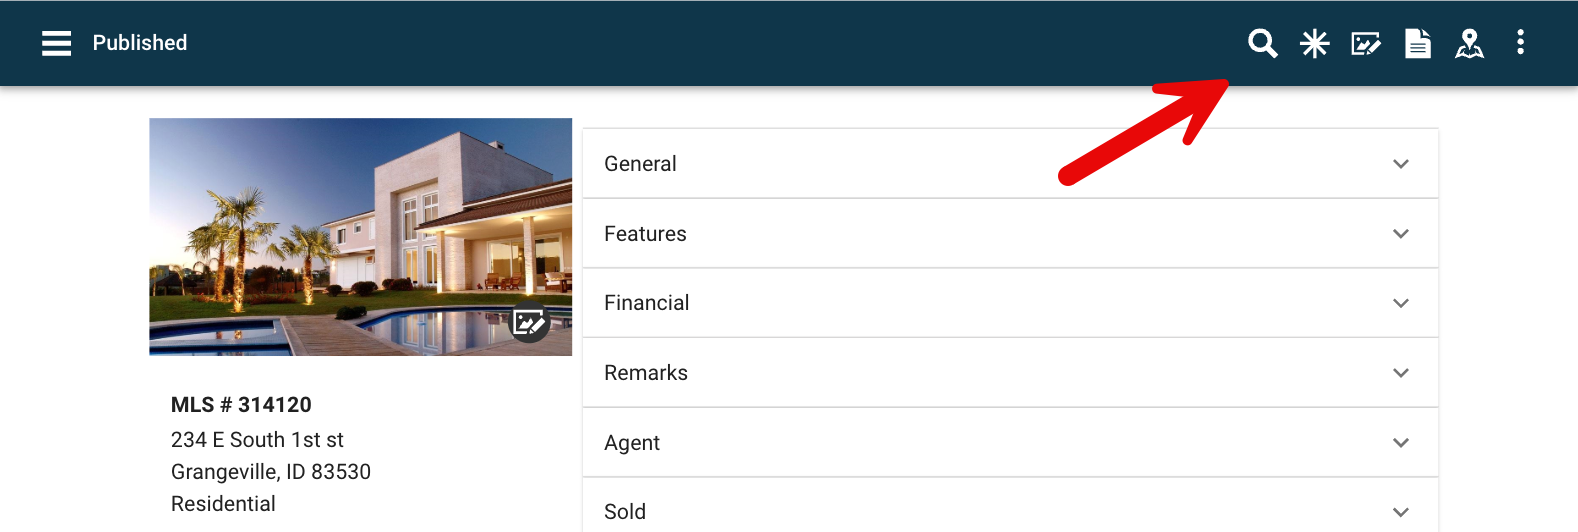 Published
General
Features
Financial
Remarks
Agent
Sold
MLS # 314120
234 E South 1st st
Grangeville, ID 83530
Residential